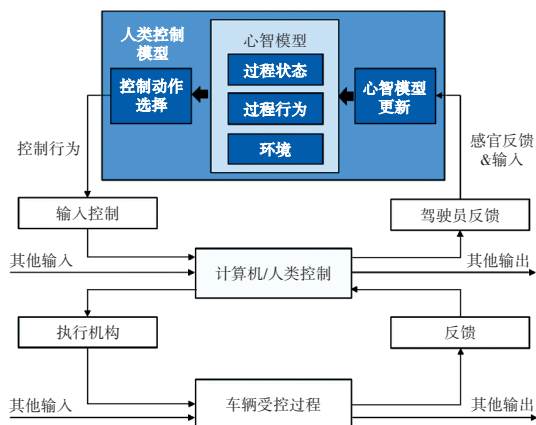 人类控制
模型
心智模型
过程状态
过程行为
环境
控制动作
选择
心智模型
更新
控制行为
感官反馈
&输入
输入控制
驾驶员反馈
其他输入
计算机/人类控制
其他输出
执行机构
反馈
其他输入
车辆受控过程
其他输出